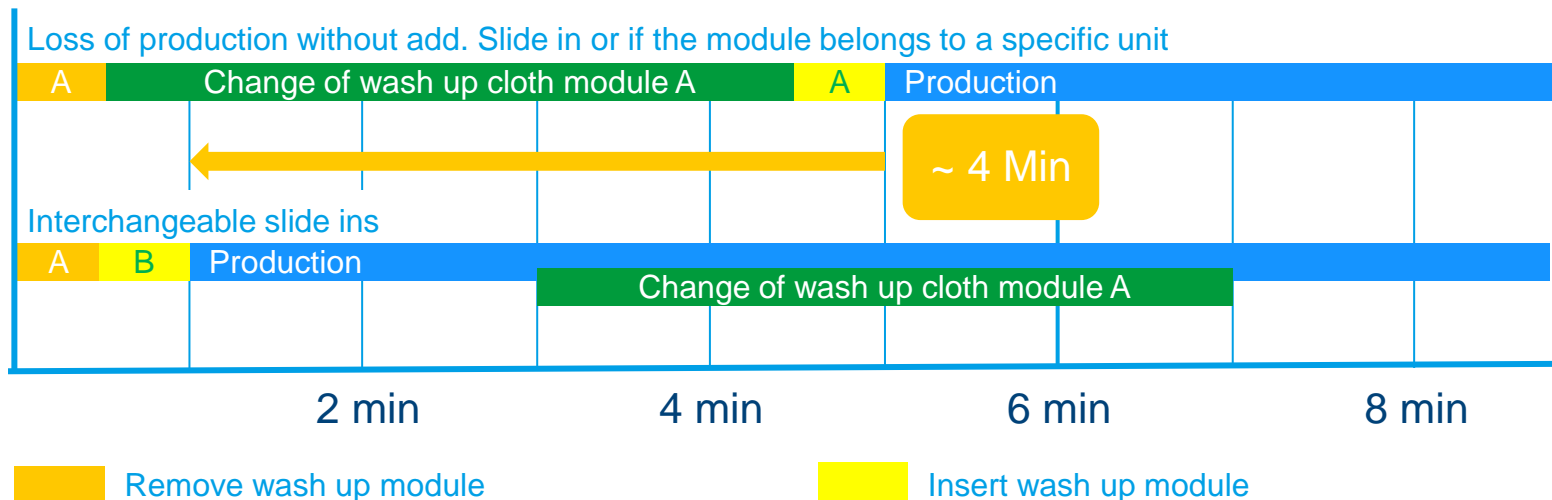 Loss of production without add. Slide in or if the module belongs to a specific unit
A Change of wash up cloth module A A Production
~ 4 Min
Interchangeable slide ins
A B Production
Change of wash up cloth module A
2 min 4 min 6 min 8 min
Remove wash up module Insert wash up module